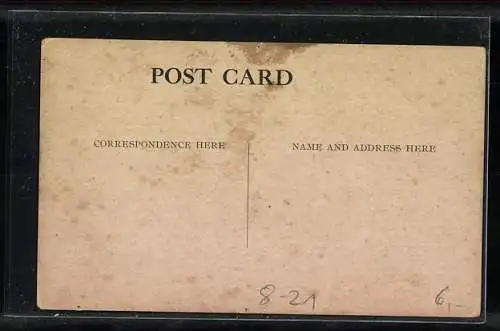 POST CARD
CORRESPONDENCE HERE
NAME AND ADDRESS HERE
8-21
6,-